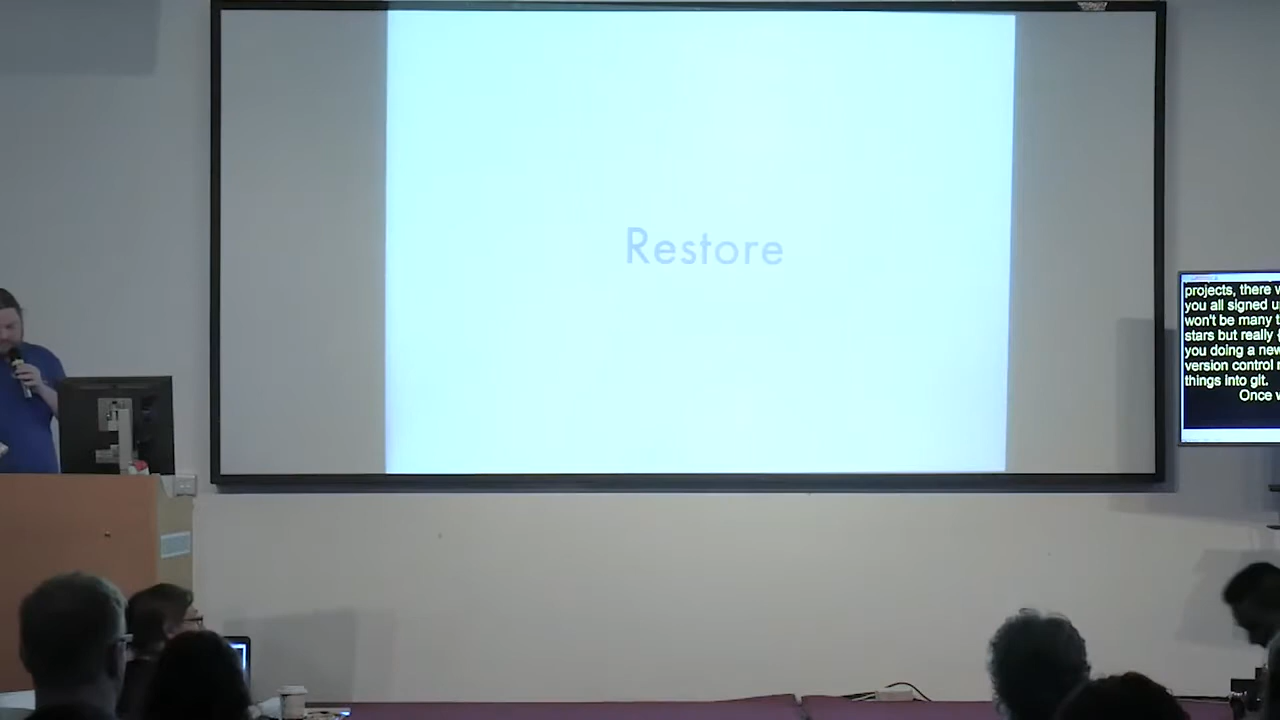 Restore
projects, there
you all signed
won't be many
stars but really
you doing a new
version control
things into git.
Once